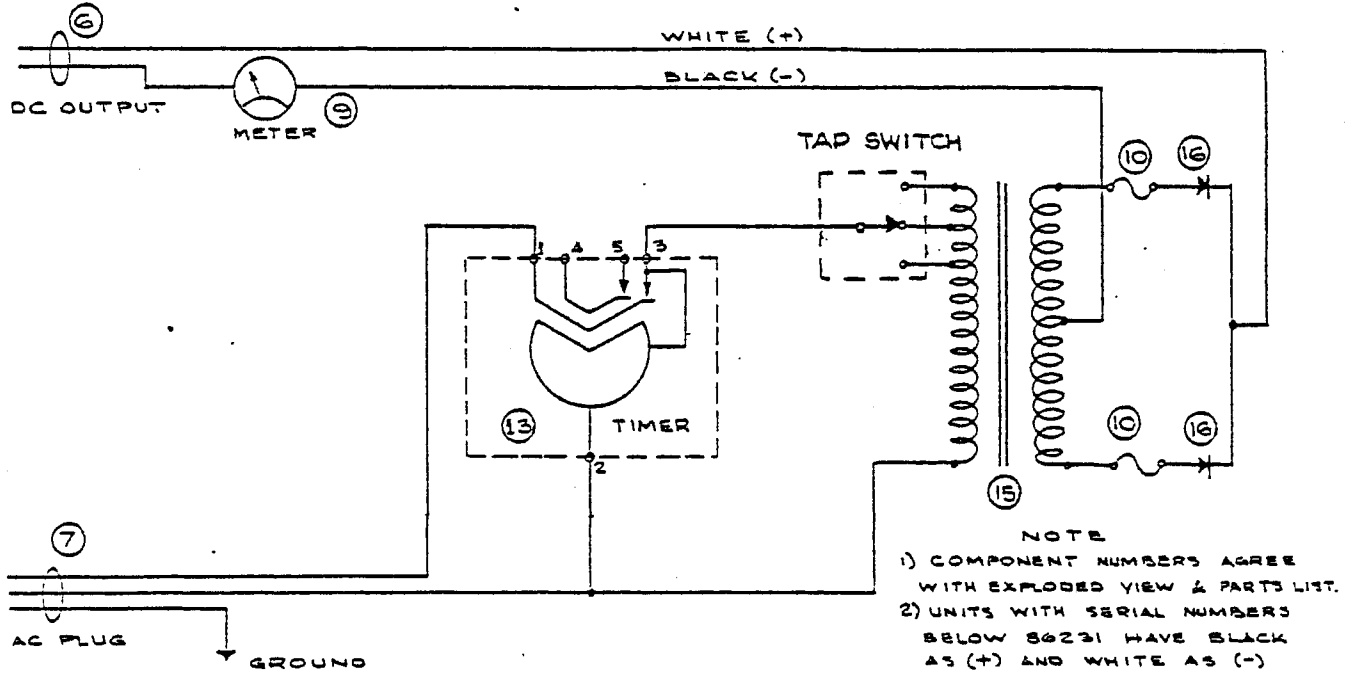 6
WHITE (+)
BLACK (-)
DC OUTPUT
METER
9
TAP SWITCH
10
16
1
4
5
3
13
TIMER
2
10
16
15
7
AC PLUG
GROUND
NOTE
1) COMPONENT NUMBERS AGREE
WITH EXPLODED VIEW & PARTS LIST.
2) UNITS WITH SERIAL NUMBERS
BELOW 86231 HAVE BLACK
AS (+) AND WHITE AS (-)